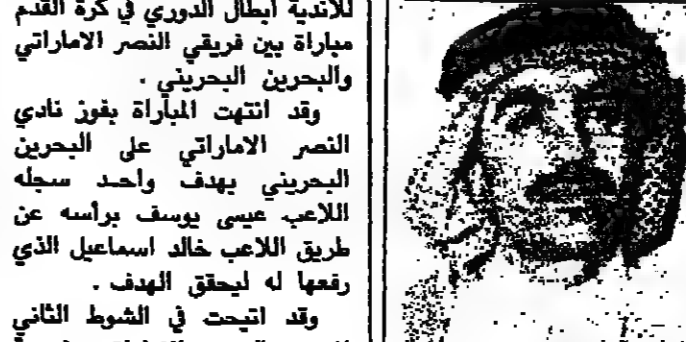 للأندية ابطال الدوري في كرة القدم
مباراة بين فريقي النصر الاماراتي
والبحرين البحريني .
وقد انتهت المباراة بفوز نادي
النصر الاماراتي على البحرين
البحريني بهدف واحد سجله
اللاعب عيسى يوسف برأسه عن
طريق اللاعب خالد اسماعيل الذي
رفعها له ليحقق الهدف .
وقد اتيحت في الشوط الثاني